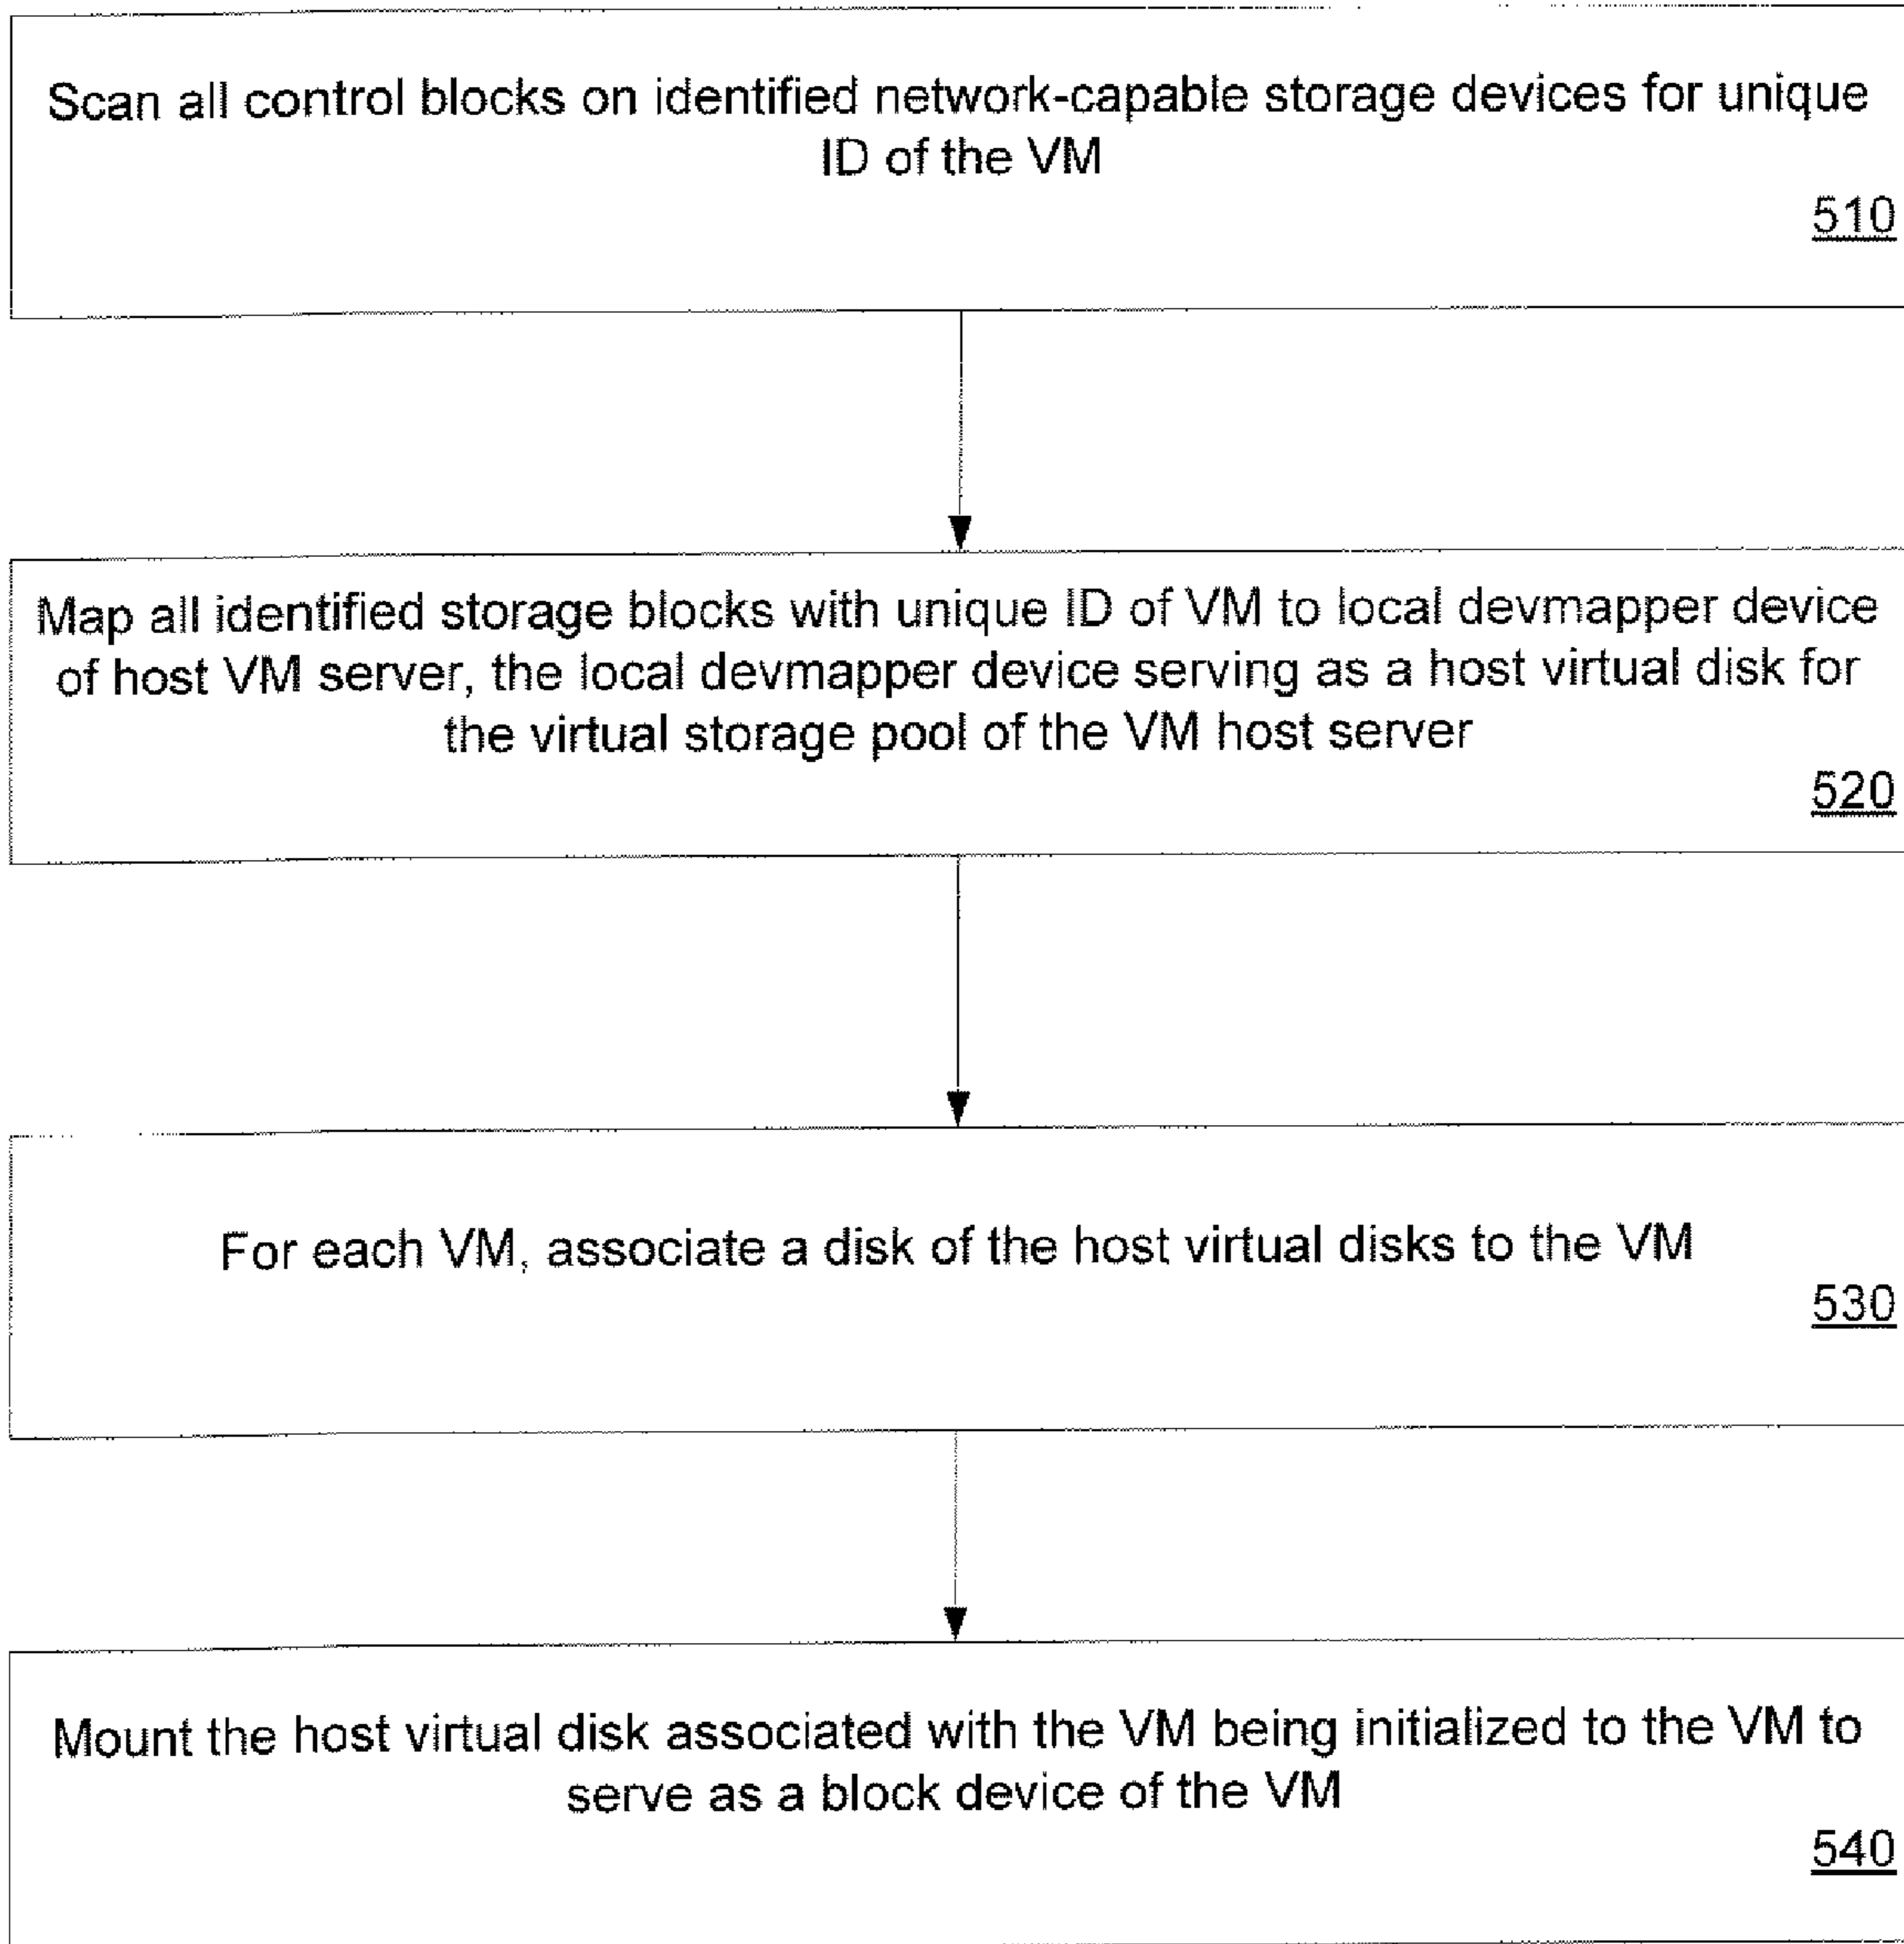 Scan all control blocks on identified network-capable storage devices for unique
ID of the VM
510
Map all identified storage blocks with unique ID of VM to local devmapper device
of host VM server, the local devmapper device serving as a host virtual disk for
the virtual storage pool of the VM host server
520
For each VM, associate a disk of the host virtual disks to the VM
530
Mount the host virtual disk associated with the VM being initialized to the VM to
serve as a block device of the VM
540